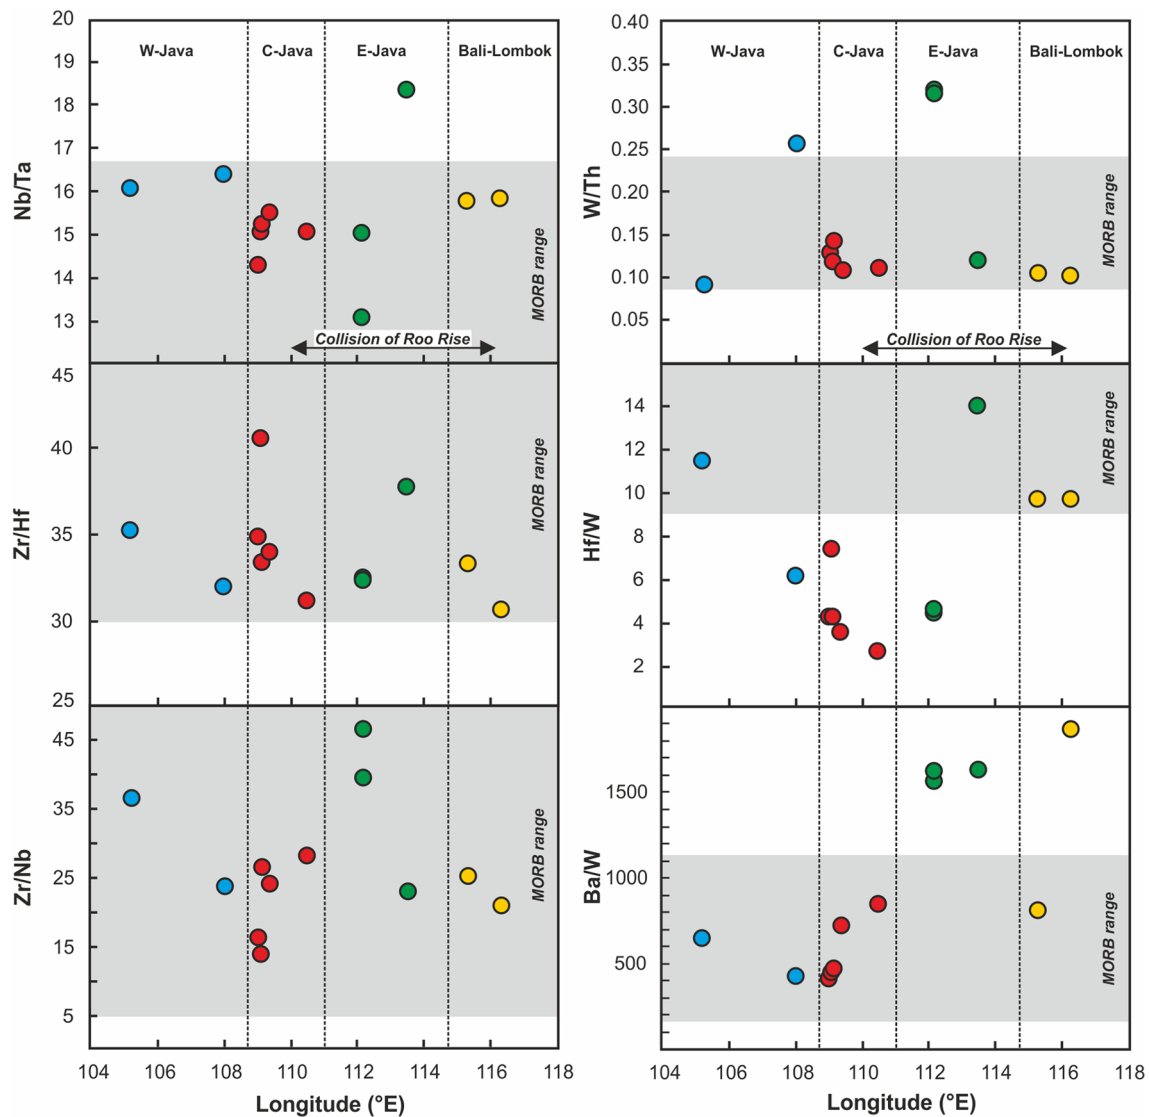 W-Java C-Java E-Java Bali-Lombok
Nb/Ta
20
19
18
17
16
15
14
13
MORB range
Collision of Roo Rise
Zr/Hf
45
40
35
30
25
MORB range
Zr/Nb
45
35
25
15
5
MORB range
104 106 108 110 112 114 116 118
Longitude (°E)
W-Java C-Java E-Java Bali-Lombok
W/Th
0.40
0.35
0.30
0.25
0.20
0.15
0.10
0.05
MORB range
Collision of Roo Rise
Hf/W
14
12
10
8
6
4
2
MORB range
Ba/W
1500
1000
500
MORB range
104 106 108 110 112 114 116 118
Longitude (°E)